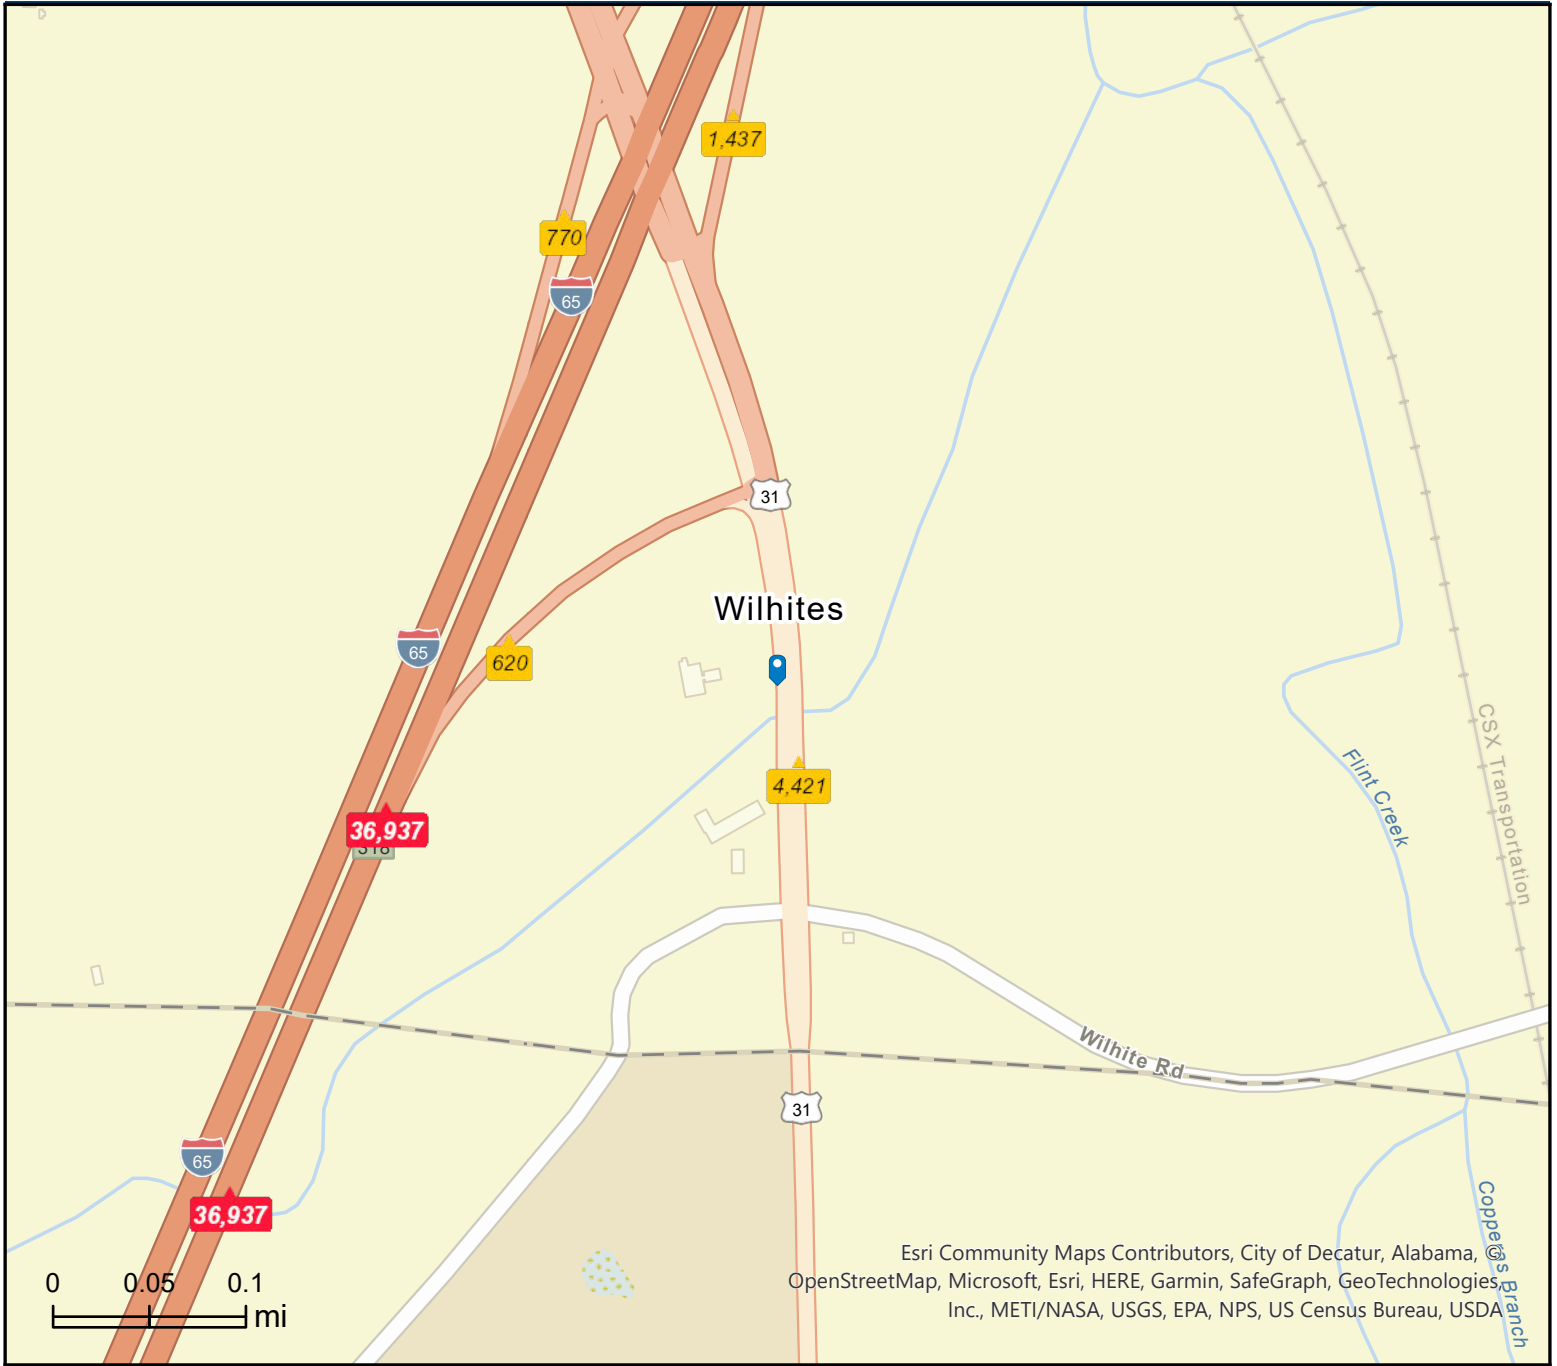 1,437
770
65
31
Wilhites
65
620
CSX Transportation
Flint Creek
4,421
36,937
318
Wilhite Rd
31
65
36,937
Copperas Branch
0 0.05 0.1
mi
Esri Community Maps Contributors, City of Decatur, Alabama, ©
OpenStreetMap, Microsoft, Esri, HERE, Garmin, SafeGraph, GeoTechnologies,
Inc., METI/NASA, USGS, EPA, NPS, US Census Bureau, USDA